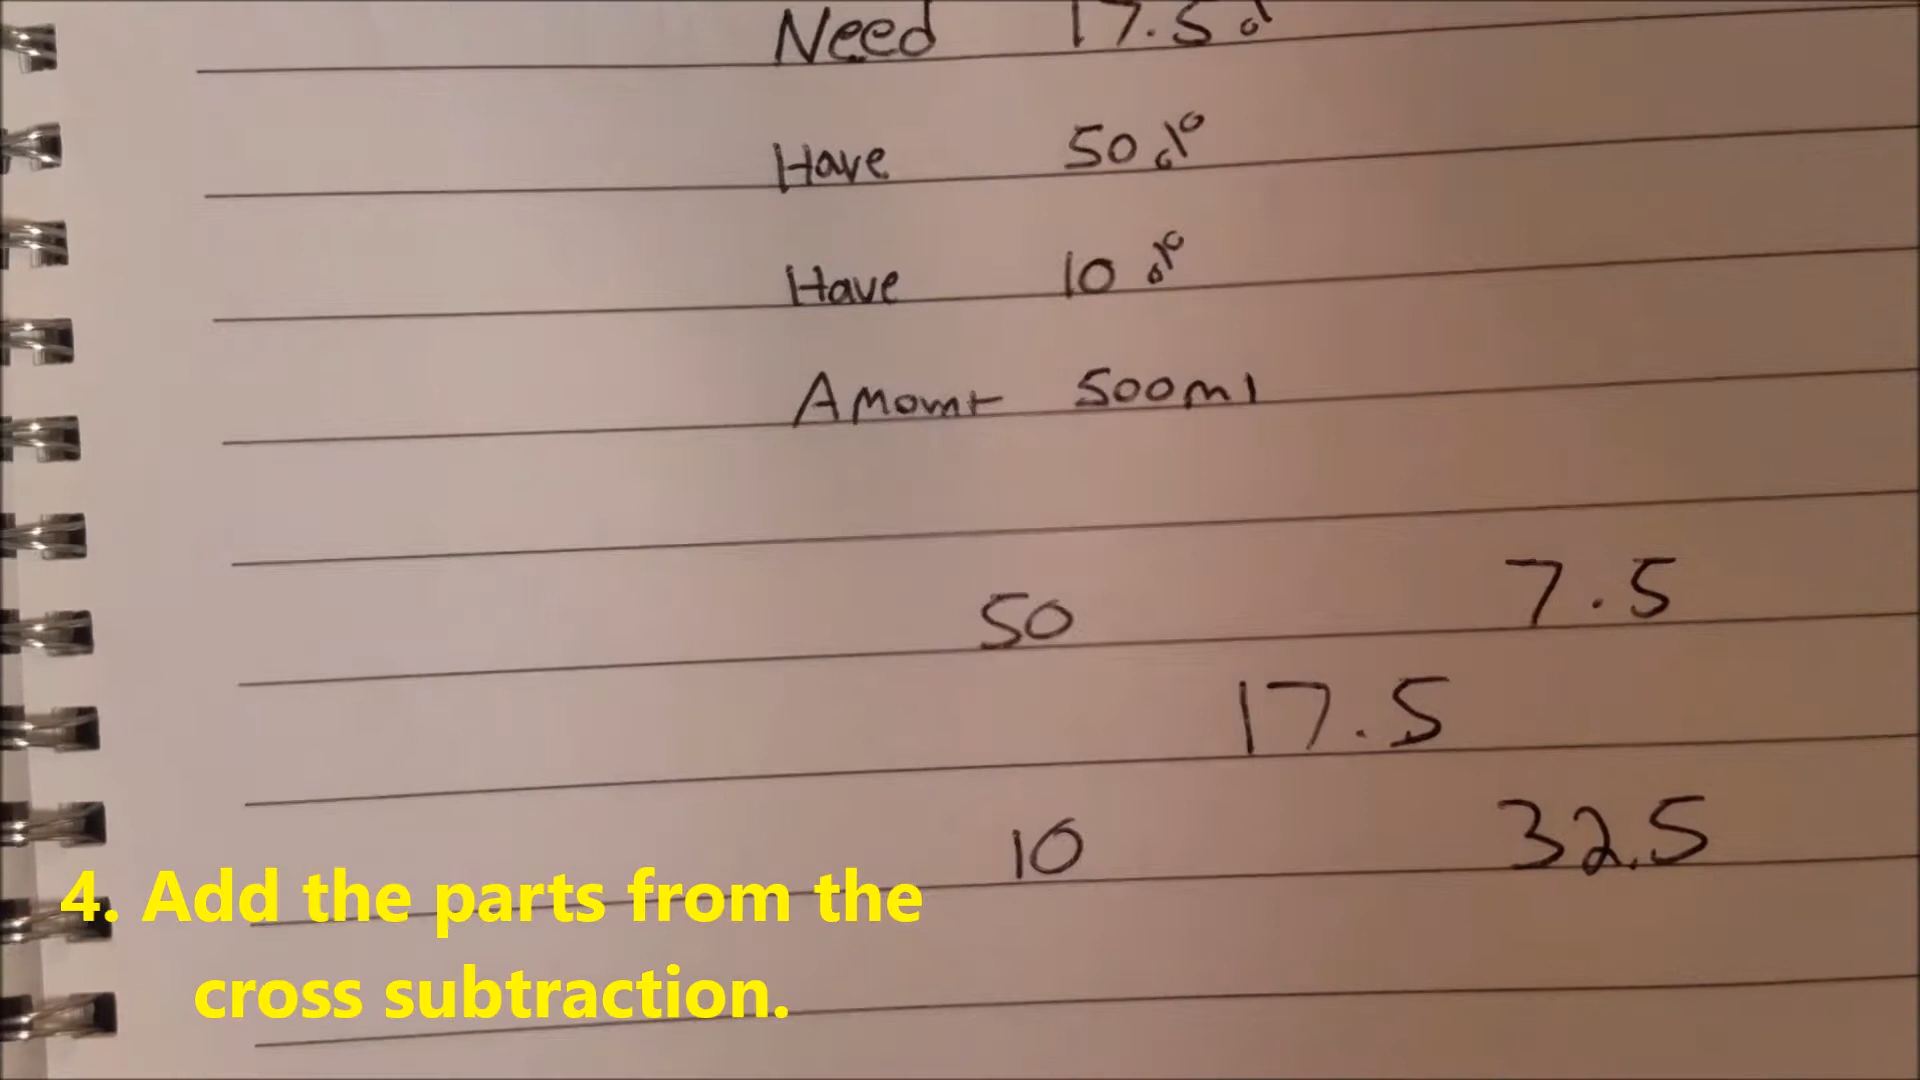 Need 17.5%
Have 50%
Have 10%
Amount 500ml
50 7.5
17.5
10 32.5
4. Add the parts from the
cross subtraction.